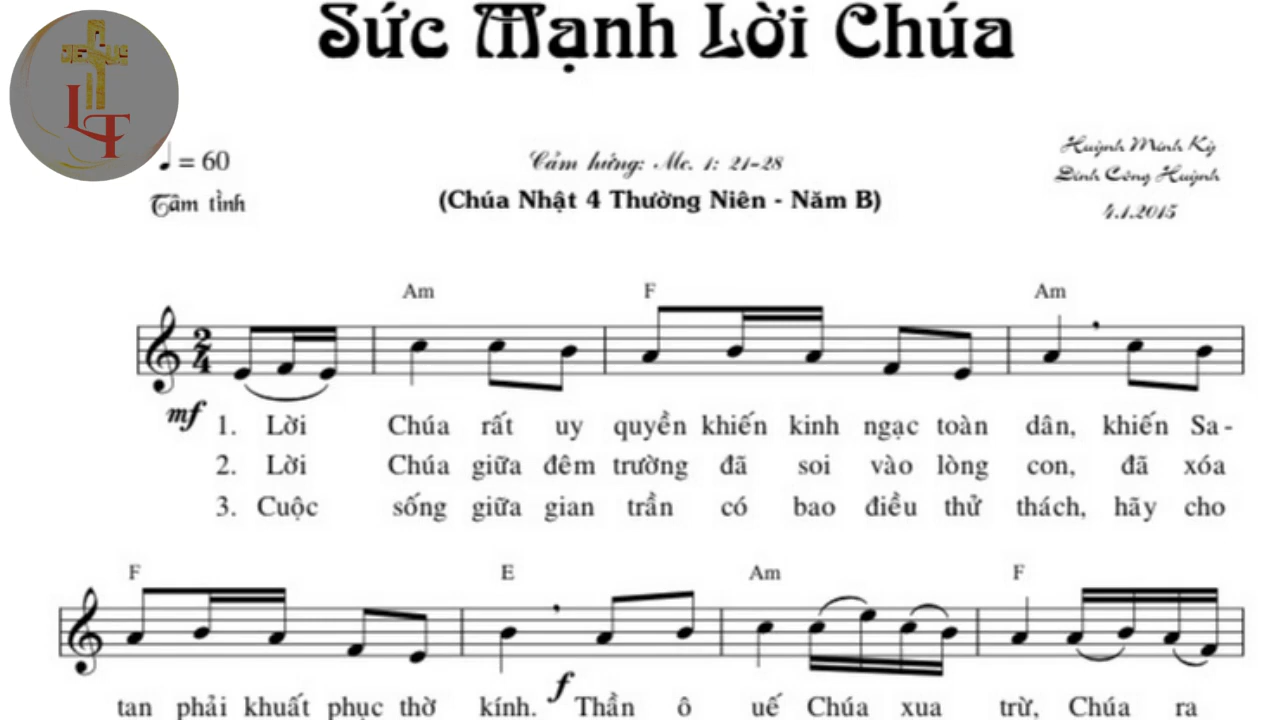 Sức Mạnh Lời Chúa
JESUS
LT
= 60
Cảm hứng: Mc. 1: 21-28
Huỳnh Minh Kỳ
Tâm tình
(Chúa Nhật 4 Thường Niên - Năm B)
Đinh Công Huỳnh
4.1.2015
Am F Am
2
4
mf
1. Lời Chúa rất uy quyền khiến kinh ngạc toàn dân, khiến Sa-
2. Lời Chúa giữa đêm trường đã soi vào lòng con, đã xóa
3. Cuộc sống giữa gian trần có bao điều thử thách, hãy cho
F E Am F
f
tan phải khuất phục thờ kính. Thần ô uế Chúa xua trừ, Chúa ra